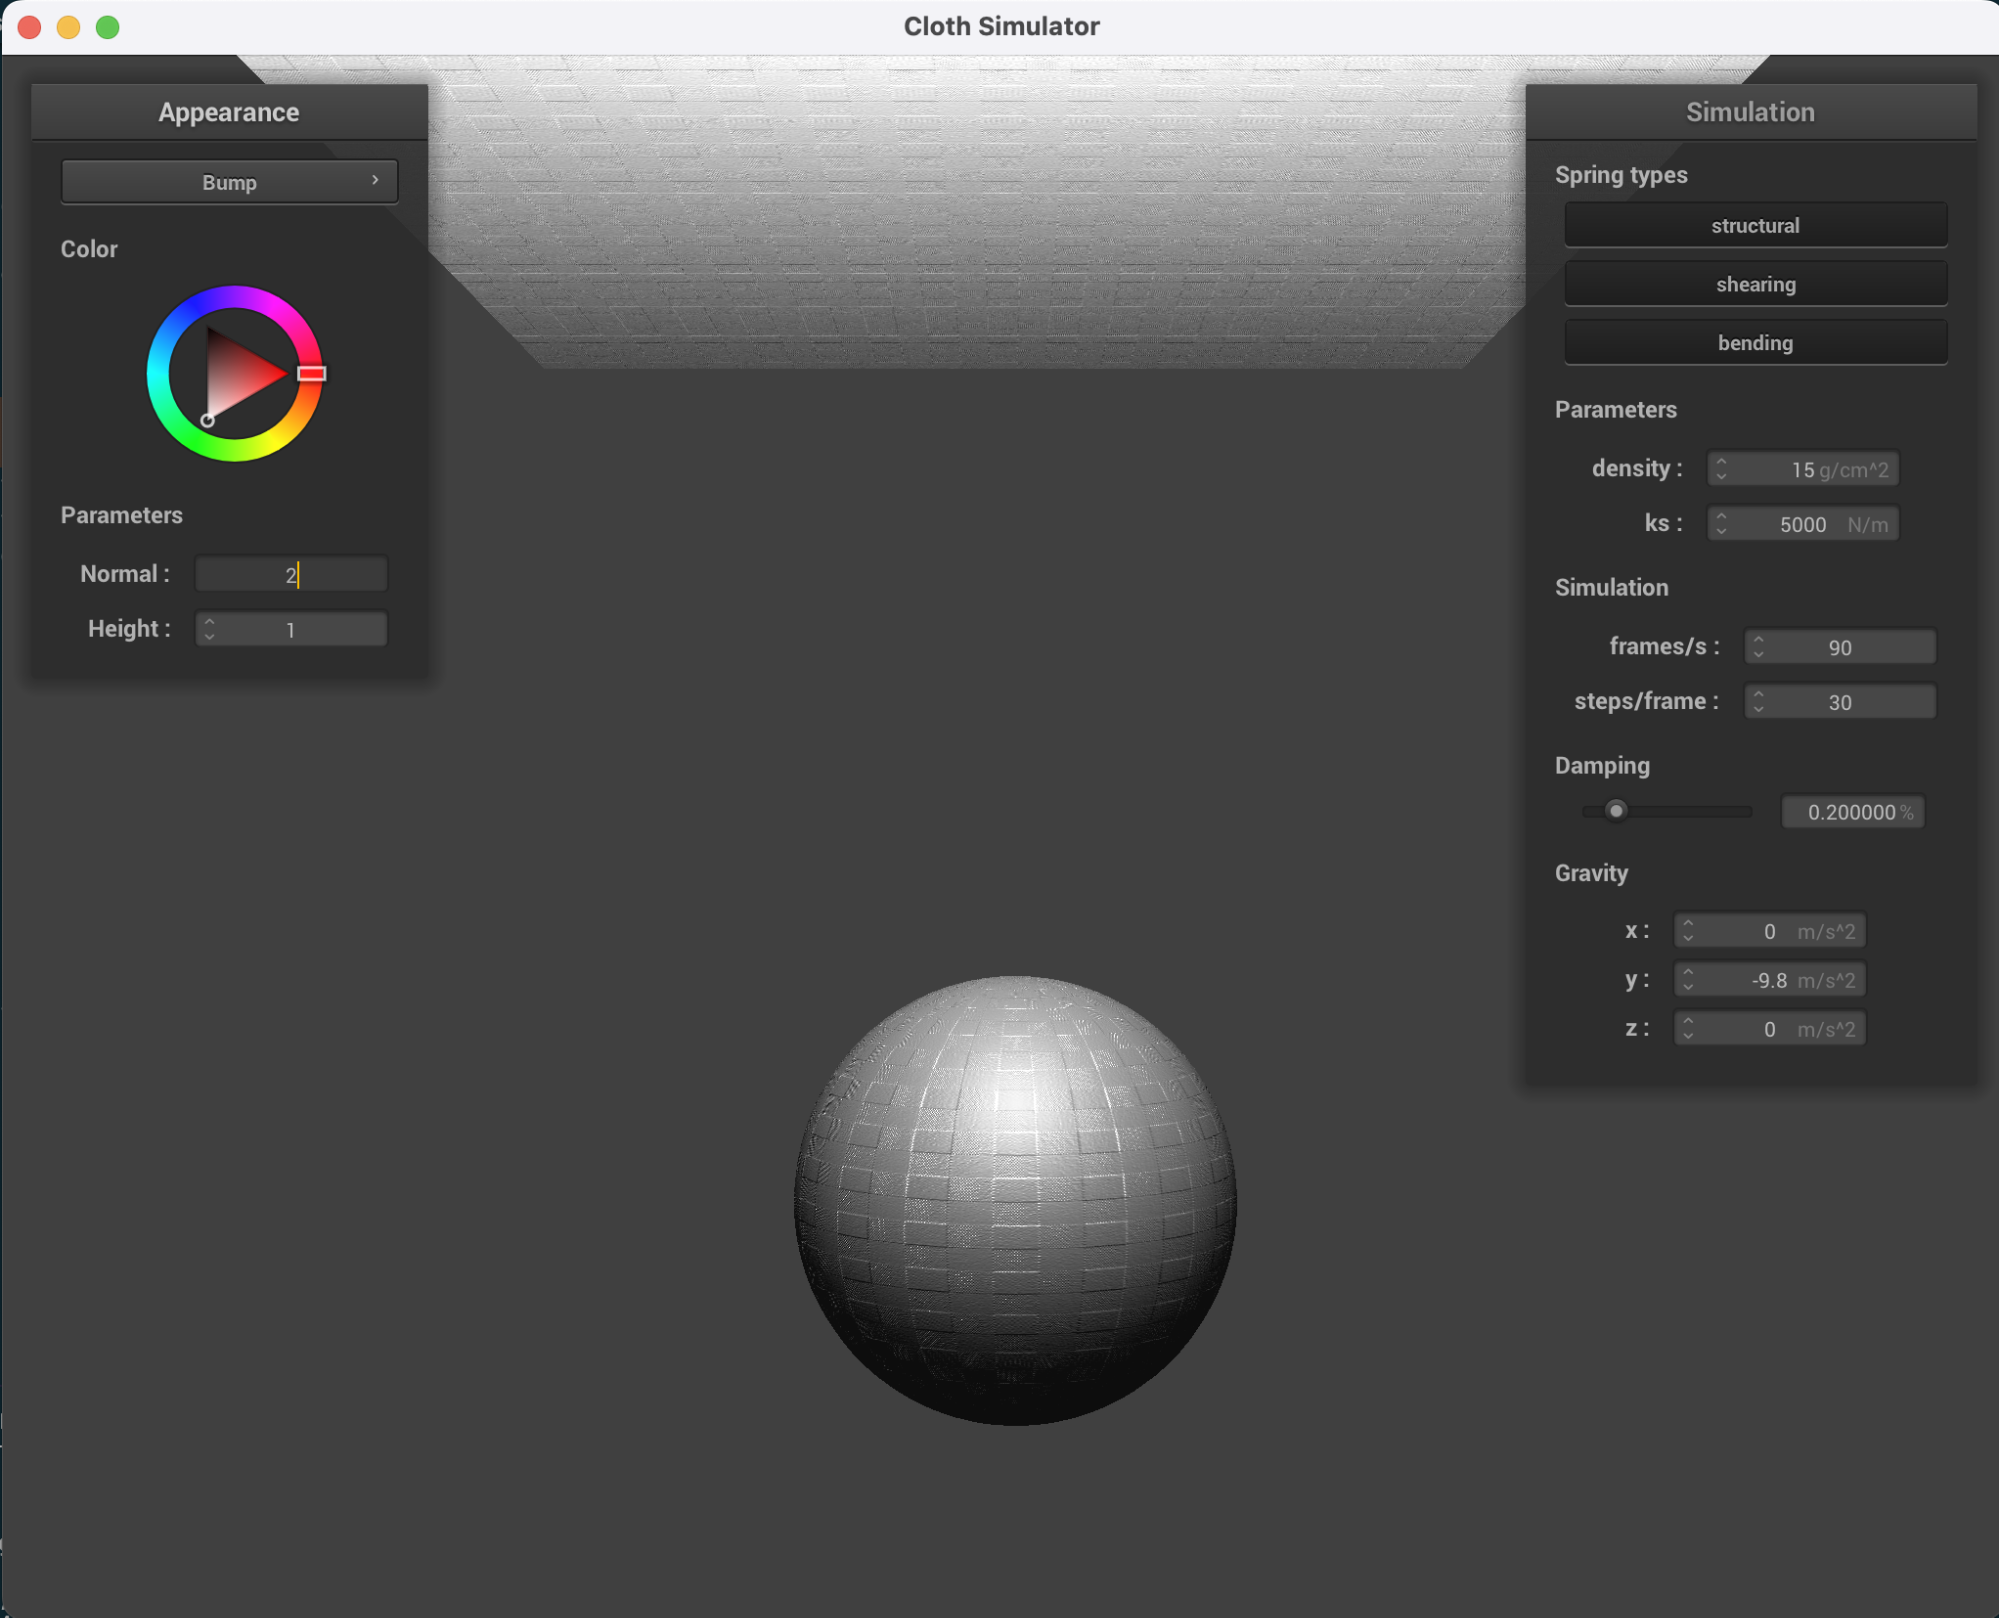 Cloth Simulator
Appearance
Bump
Color
Parameters
Normal : 2
Height : 1
Simulation
Spring types
structural
shearing
bending
Parameters
density : 15 g/cm^2
ks : 5000 N/m
Simulation
frames/s : 90
steps/frame : 30
Damping
0.200000 %
Gravity
x : 0 m/s^2
y : -9.8 m/s^2
z : 0 m/s^2